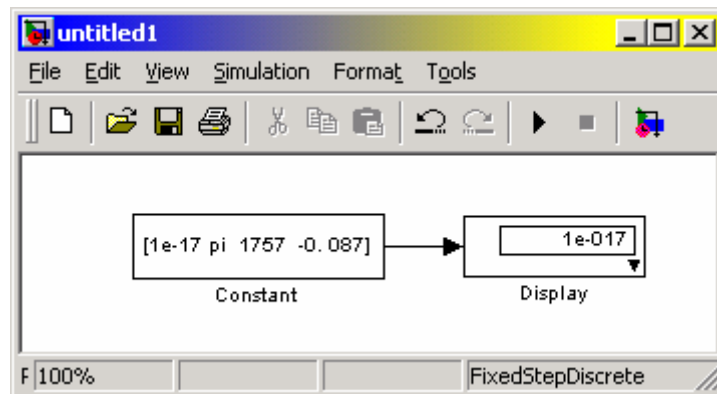 untitled1
File Edit View Simulation Format Tools
[1e-17 pi 1757 -0.087]
1e-017
Constant
Display
F 100%
FixedStepDiscrete